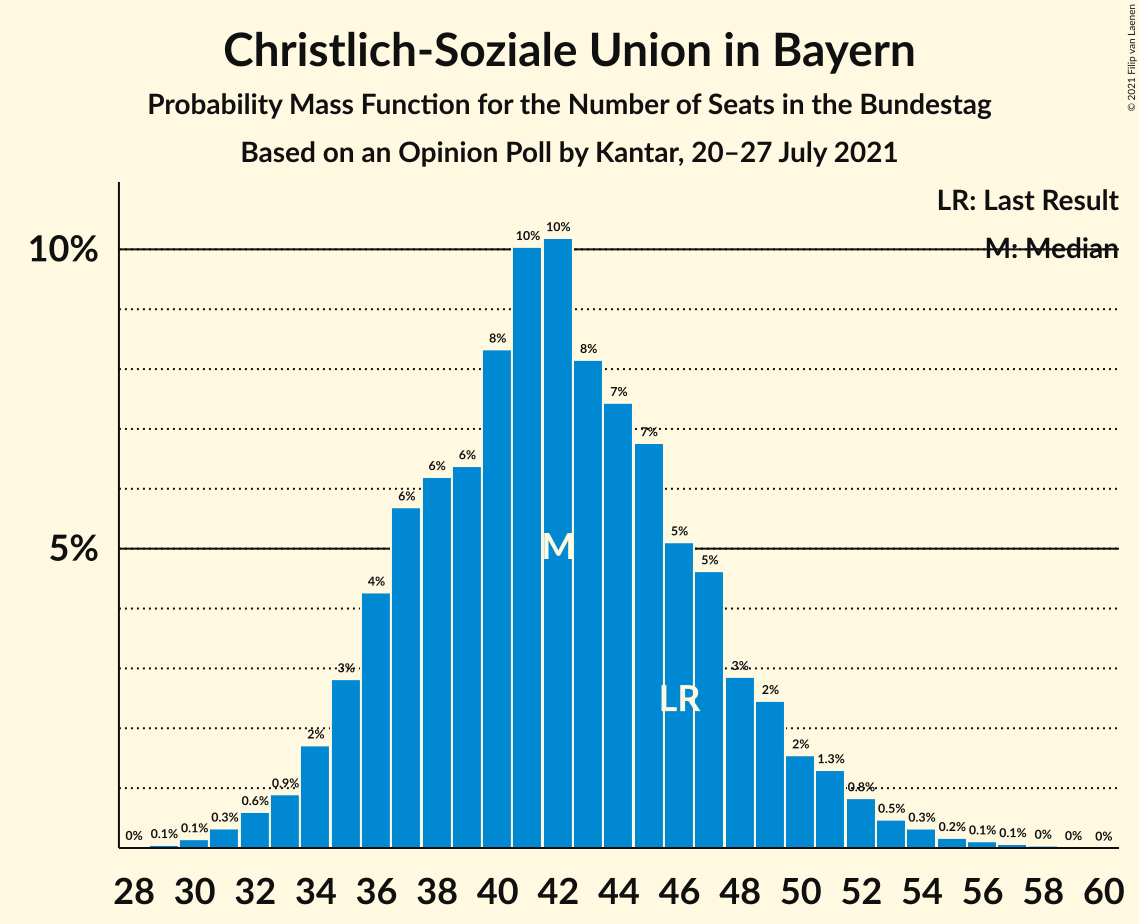 Christlich-Soziale Union in Bayern
Probability Mass Function for the Number of Seats in the Bundestag
Based on an Opinion Poll by Kantar, 20–27 July 2021
© 2021 Filip van Laenen
LR: Last Result
M: Median
10%
5%
0% 0.1% 0.1% 0.3% 0.6% 0.9% 2% 3% 4% 6% 6% 6% 8% 10% 10% 8% 7% 7% 5% 5% 3% 2% 2% 1.3% 0.8% 0.5% 0.3% 0.2% 0.1% 0.1% 0% 0% 0%
M
LR
28 30 32 34 36 38 40 42 44 46 48 50 52 54 56 58 60